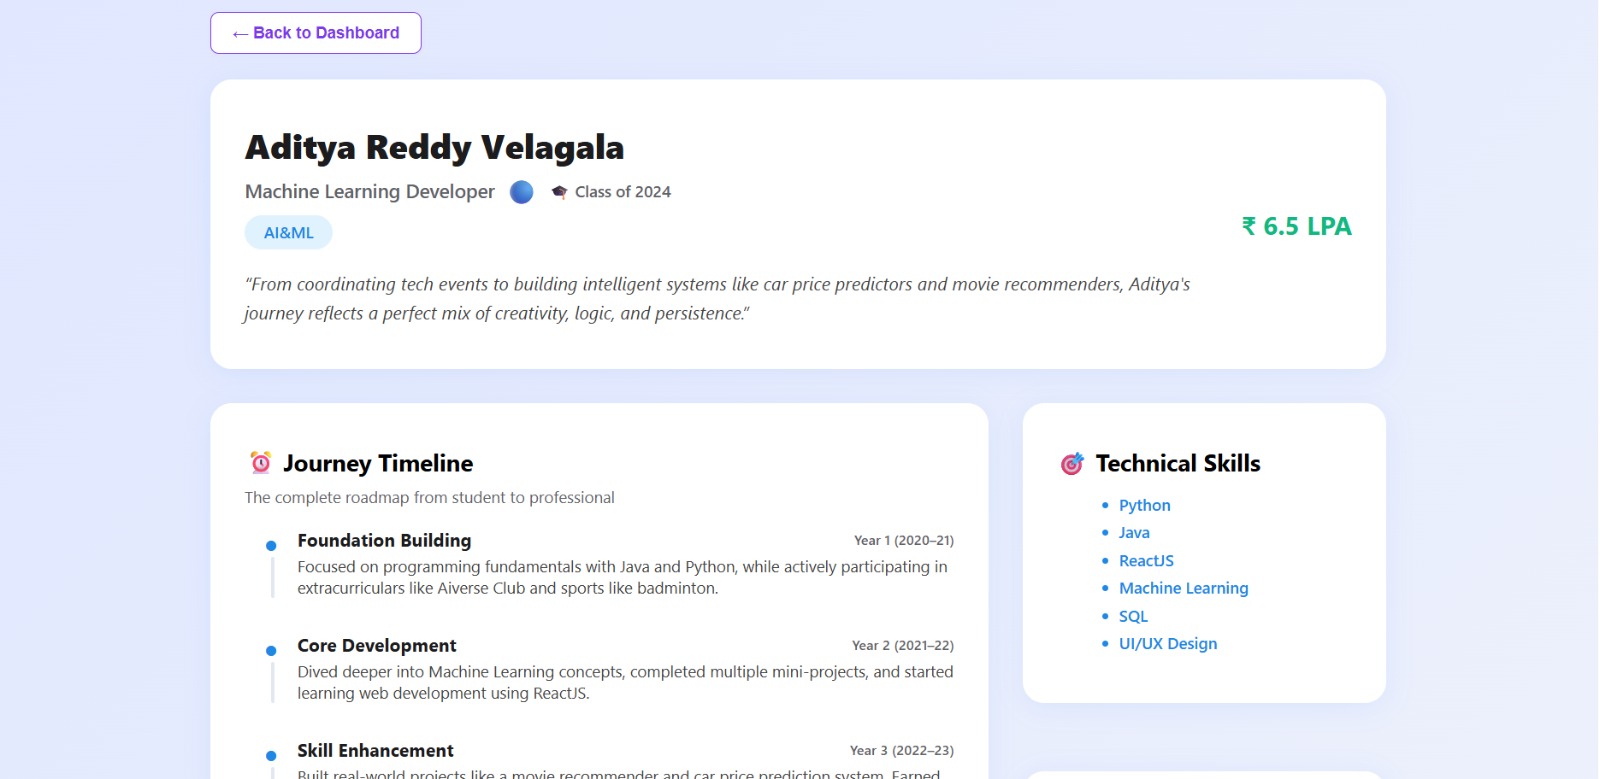 ← Back to Dashboard
Aditya Reddy Velagala
Machine Learning Developer
Class of 2024
AI&ML
₹ 6.5 LPA
“From coordinating tech events to building intelligent systems like car price predictors and movie recommenders, Aditya's
journey reflects a perfect mix of creativity, logic, and persistence.”
Journey Timeline
The complete roadmap from student to professional
Foundation Building
Year 1 (2020–21)
Focused on programming fundamentals with Java and Python, while actively participating in
extracurriculars like Aiverse Club and sports like badminton.
Core Development
Year 2 (2021–22)
Dived deeper into Machine Learning concepts, completed multiple mini-projects, and started
learning web development using ReactJS.
Skill Enhancement
Year 3 (2022–23)
Built real-world projects like a movie recommender and car price prediction system. Earned
Technical Skills
Python
Java
ReactJS
Machine Learning
SQL
UI/UX Design